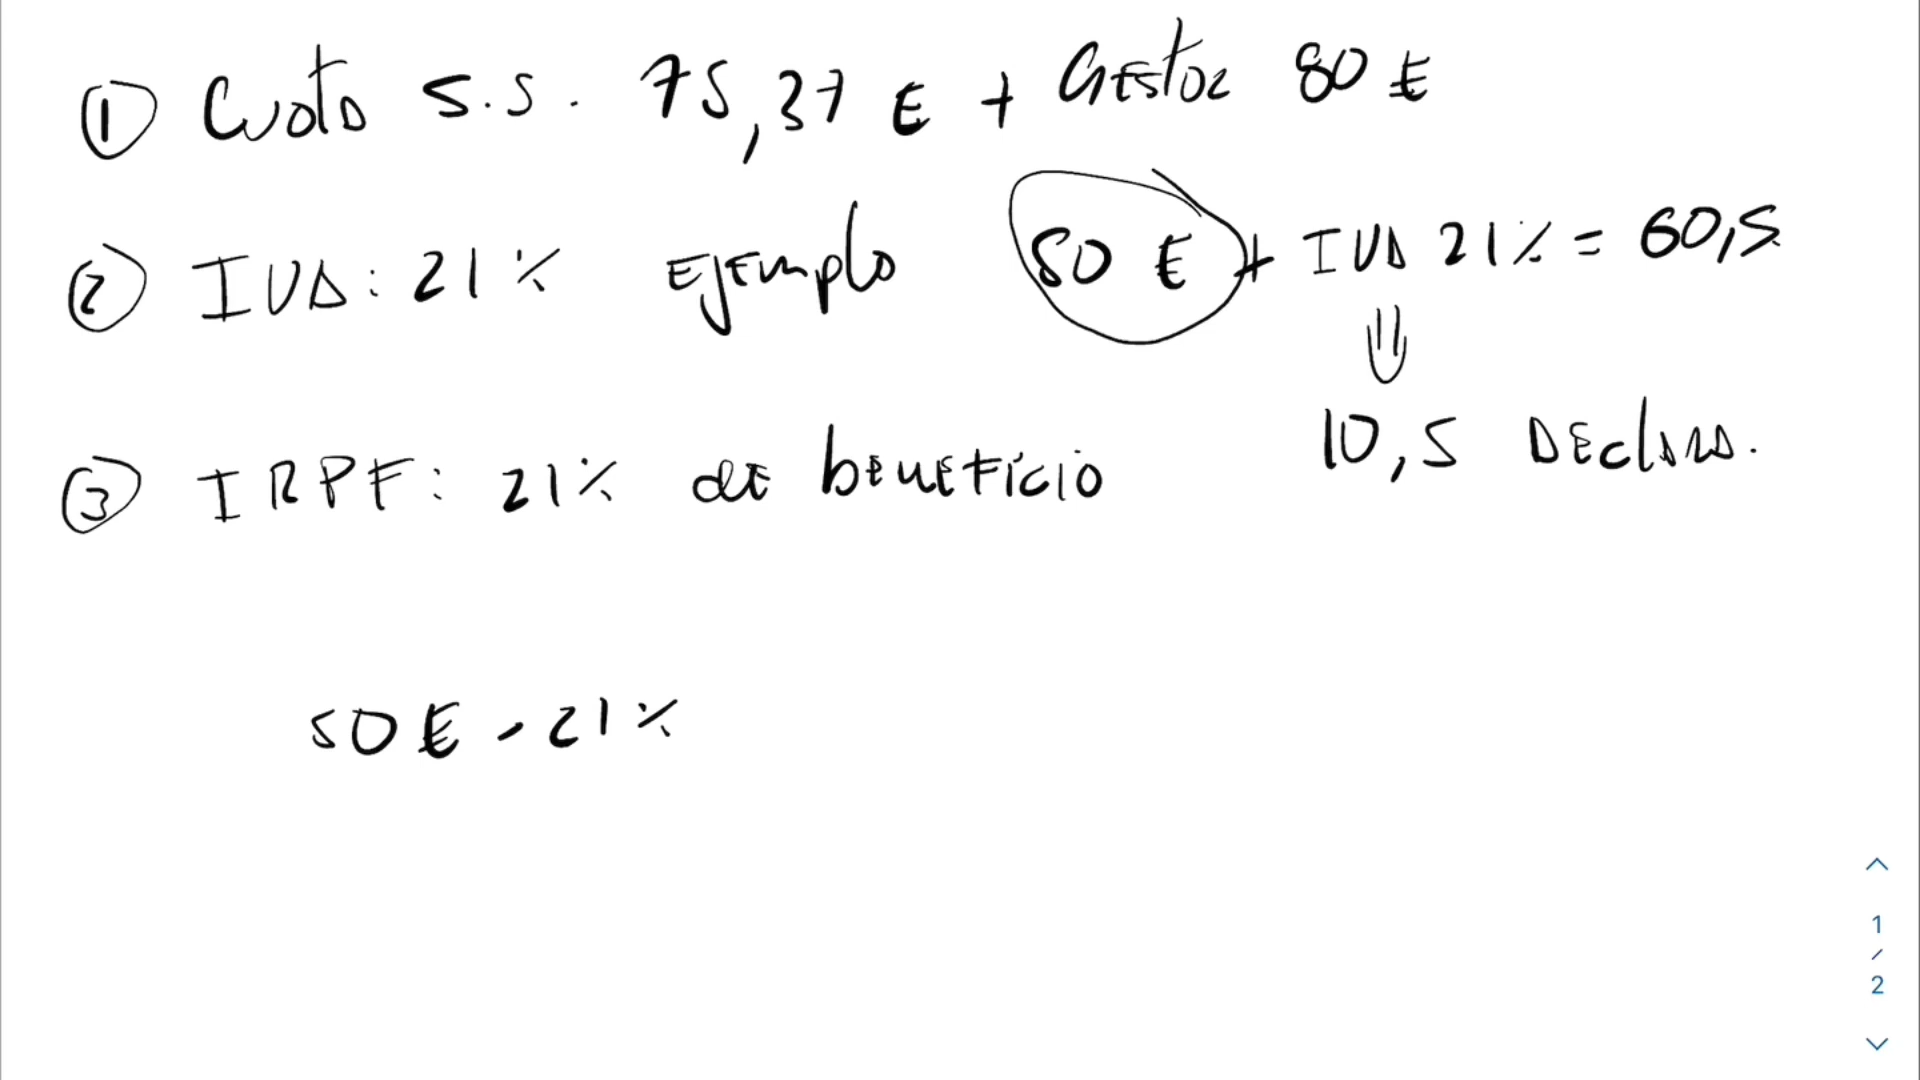 ① Cuota S.S. 75,37 € + GESTOR 80 €
② IVA: 21% EJEMPLO 50 € + IVA 21% = 60,5
10,5 DECLARA.
③ IRPF: 21% DE BENEFICIO
50 € - 21%
1
/
2